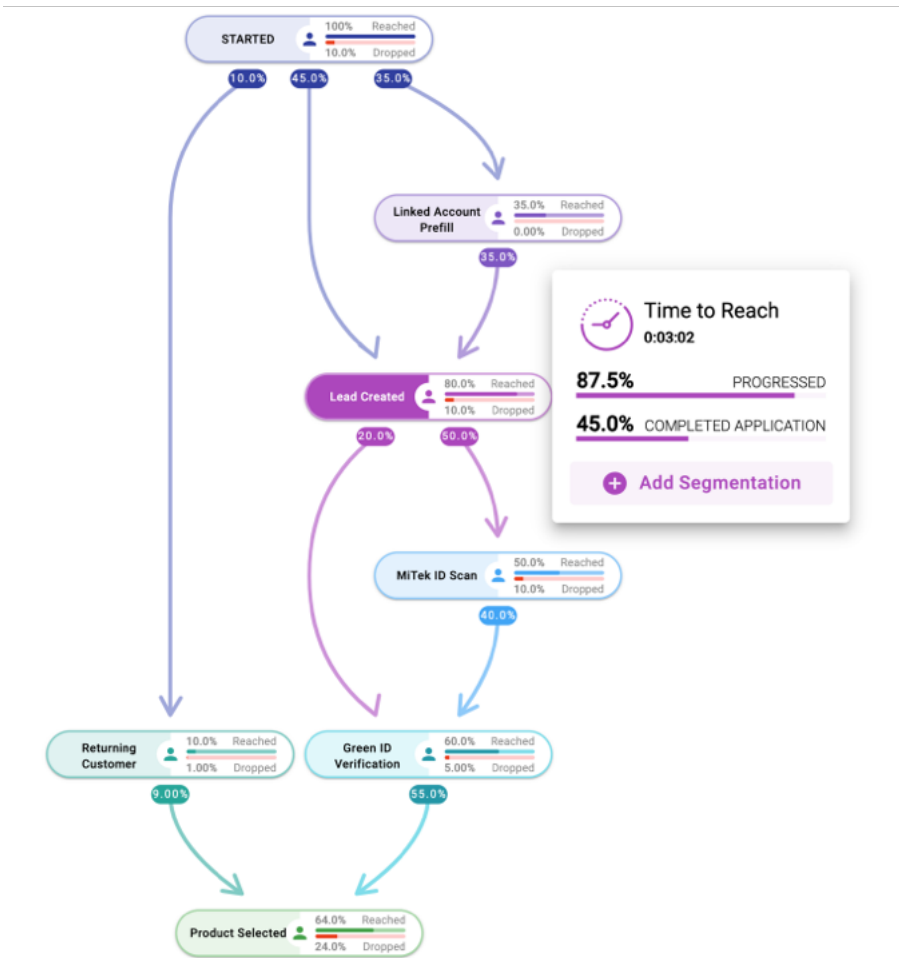 STARTED
100% Reached
10.0% Dropped
10.0% 45.0% 35.0%
Linked Account
Prefill
35.0% Reached
0.00% Dropped
35.0%
Time to Reach
0:03:02
87.5% PROGRESSED
45.0% COMPLETED APPLICATION
Add Segmentation
Lead Created
80.0% Reached
10.0% Dropped
20.0% 50.0%
MiTek ID Scan
50.0% Reached
10.0% Dropped
40.0%
Returning
Customer
10.0% Reached
1.00% Dropped
9.00%
Green ID
Verification
60.0% Reached
5.00% Dropped
55.0%
Product Selected
64.0% Reached
24.0% Dropped